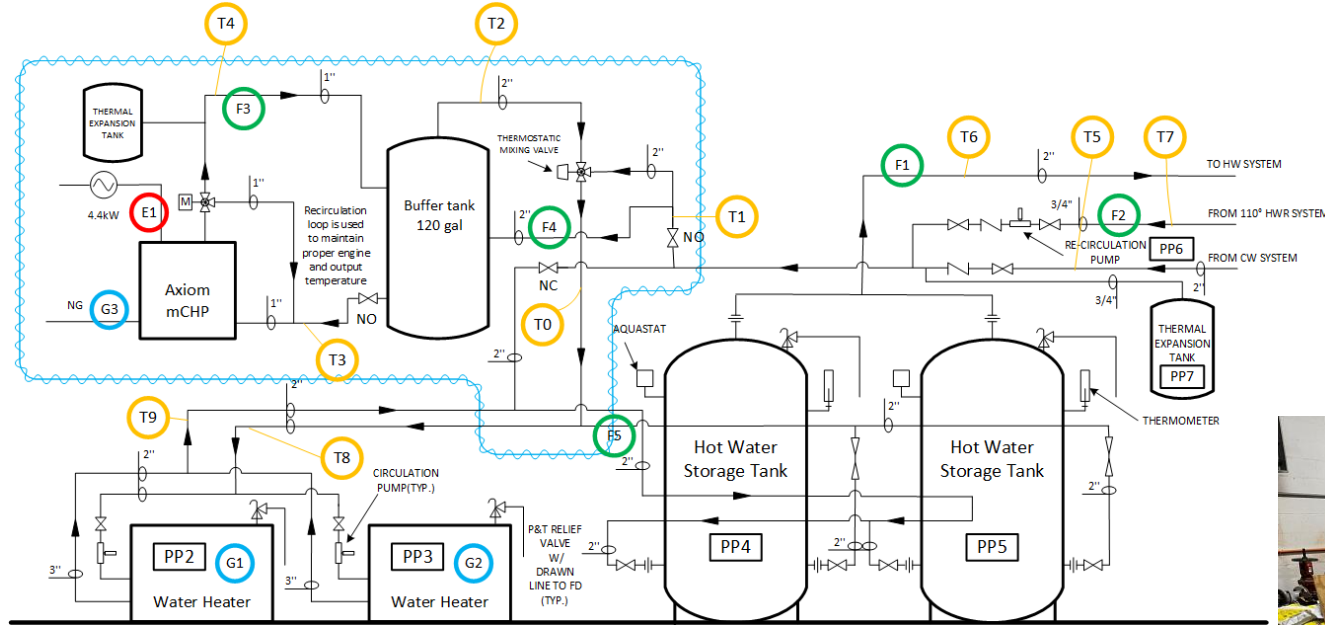 T4
T2
1"
2"
F3
THERMAL
EXPANSION
TANK
THERMOSTATIC
MIXING VALVE
2"
T6
T5
T7
F1
2"
TO HW SYSTEM
4.4kW
E1
M
1"
Recirculation
loop is used
to maintain
proper engine
and output
temperature
Buffer tank
120 gal
2"
F4
T1
NO
3/4"
F2
FROM 110° HWR SYSTEM
RE-CIRCULATION
PUMP
PP6
FROM CW SYSTEM
NG
G3
Axiom
mCHP
1"
NO
T3
NC
T0
2"
3/4"
2"
THERMAL
EXPANSION
TANK
PP7
AQUASTAT
THERMOMETER
T9
2"
T8
F5
2"
2"
Hot Water
Storage Tank
Hot Water
Storage Tank
2"
CIRCULATION
PUMP(TYP.)
2"
PP2
G1
PP3
G2
P&T RELIEF
VALVE
W/
DRAWN
LINE TO FD
(TYP.)
2"
PP4
2"
PP5
3"
3"
Water Heater
Water Heater